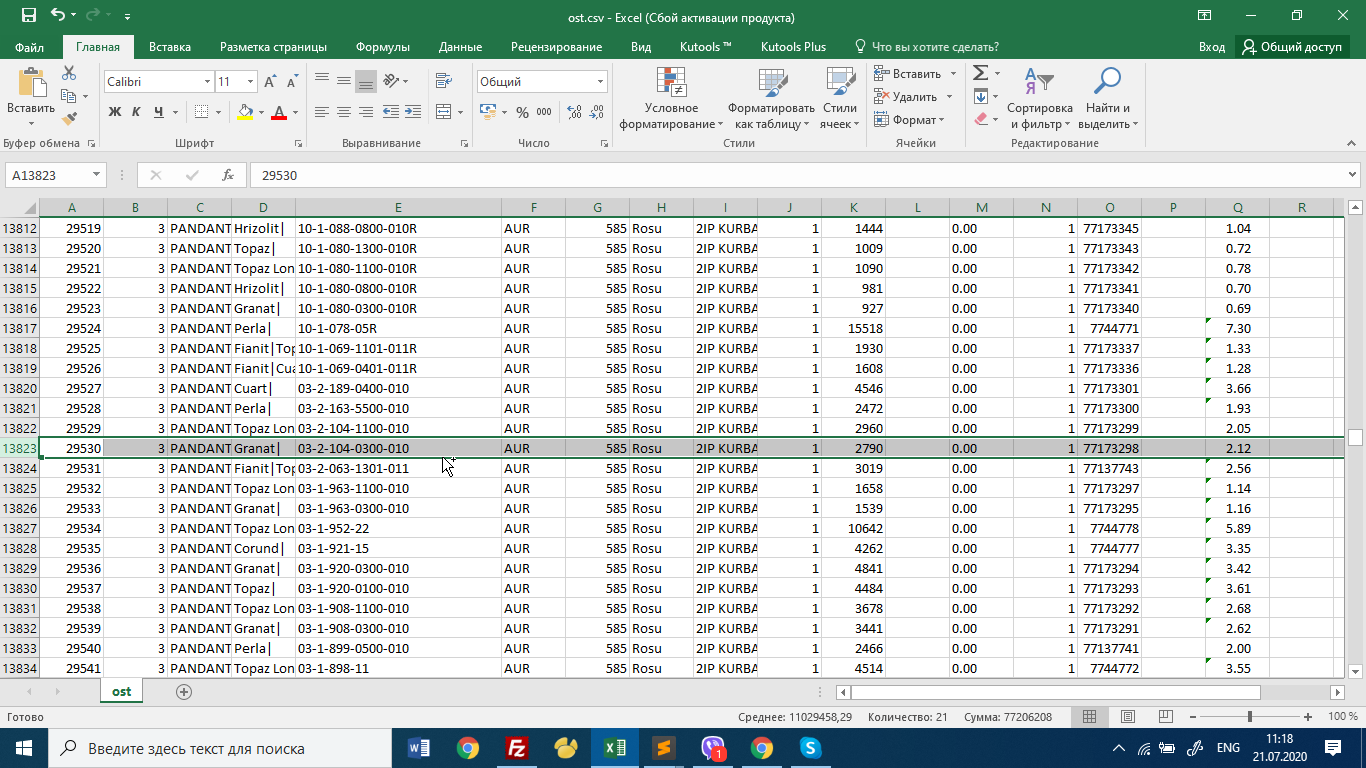 ost.csv - Excel (Сбой активации продукта)
Файл Главная Вставка Разметка страницы Формулы Данные Рецензирование Вид Kutools ™ Kutools Plus Что вы хотите сделать? Вход Общий доступ
Вставить Calibri 11 Общий Условное форматирование Форматировать как таблицу Стили ячеек Вставить Удалить Формат Сортировка и фильтр Найти и выделить
Ж К Ч % 000
Буфер обмена Шрифт Выравнивание Число Стили Ячейки Редактирование
A13823 fx 29530
A B C D E F G H I J K L M N O P Q R
13812 29519 3 PANDANT Hrizolit| 10-1-088-0800-010R AUR 585 Rosu 2IP KURBA 1 1444 0.00 1 77173345 1.04
13813 29520 3 PANDANT Topaz| 10-1-080-1300-010R AUR 585 Rosu 2IP KURBA 1 1009 0.00 1 77173343 0.72
13814 29521 3 PANDANT Topaz Lon 10-1-080-1100-010R AUR 585 Rosu 2IP KURBA 1 1090 0.00 1 77173342 0.78
13815 29522 3 PANDANT Hrizolit| 10-1-080-0800-010R AUR 585 Rosu 2IP KURBA 1 981 0.00 1 77173341 0.70
13816 29523 3 PANDANT Granat| 10-1-080-0300-010R AUR 585 Rosu 2IP KURBA 1 927 0.00 1 77173340 0.69
13817 29524 3 PANDANT Perla| 10-1-078-05R AUR 585 Rosu 2IP KURBA 1 15518 0.00 1 7744771 7.30
13818 29525 3 PANDANT Fianit|Top 10-1-069-1101-011R AUR 585 Rosu 2IP KURBA 1 1930 0.00 1 77173337 1.33
13819 29526 3 PANDANT Fianit|Cua 10-1-069-0401-011R AUR 585 Rosu 2IP KURBA 1 1608 0.00 1 77173336 1.28
13820 29527 3 PANDANT Cuart| 03-2-189-0400-010 AUR 585 Rosu 2IP KURBA 1 4546 0.00 1 77173301 3.66
13821 29528 3 PANDANT Perla| 03-2-163-5500-010 AUR 585 Rosu 2IP KURBA 1 2472 0.00 1 77173300 1.93
13822 29529 3 PANDANT Topaz Lon 03-2-104-1100-010 AUR 585 Rosu 2IP KURBA 1 2960 0.00 1 77173299 2.05
13823 29530 3 PANDANT Granat| 03-2-104-0300-010 AUR 585 Rosu 2IP KURBA 1 2790 0.00 1 77173298 2.12
13824 29531 3 PANDANT Fianit|Top 03-2-063-1301-011 AUR 585 Rosu 2IP KURBA 1 3019 0.00 1 77137743 2.56
13825 29532 3 PANDANT Topaz Lon 03-1-963-1100-010 AUR 585 Rosu 2IP KURBA 1 1658 0.00 1 77173297 1.14
13826 29533 3 PANDANT Granat| 03-1-963-0300-010 AUR 585 Rosu 2IP KURBA 1 1539 0.00 1 77173295 1.16
13827 29534 3 PANDANT Topaz Lon 03-1-952-22 AUR 585 Rosu 2IP KURBA 1 10642 0.00 1 7744778 5.89
13828 29535 3 PANDANT Corund| 03-1-921-15 AUR 585 Rosu 2IP KURBA 1 4262 0.00 1 7744777 3.35
13829 29536 3 PANDANT Granat| 03-1-920-0300-010 AUR 585 Rosu 2IP KURBA 1 4841 0.00 1 77173294 3.42
13830 29537 3 PANDANT Topaz| 03-1-920-0100-010 AUR 585 Rosu 2IP KURBA 1 4484 0.00 1 77173293 3.61
13831 29538 3 PANDANT Topaz Lon 03-1-908-1100-010 AUR 585 Rosu 2IP KURBA 1 3678 0.00 1 77173292 2.68
13832 29539 3 PANDANT Granat| 03-1-908-0300-010 AUR 585 Rosu 2IP KURBA 1 3441 0.00 1 77173291 2.62
13833 29540 3 PANDANT Perla| 03-1-899-0500-010 AUR 585 Rosu 2IP KURBA 1 2466 0.00 1 77137741 2.00
13834 29541 3 PANDANT Topaz Lon 03-1-898-11 AUR 585 Rosu 2IP KURBA 1 4514 0.00 1 7744772 3.55
ost
Готово Среднее: 11029458,29 Количество: 21 Сумма: 77206208 100 %
Введите здесь текст для поиска 1 ENG 11:18
21.07.2020